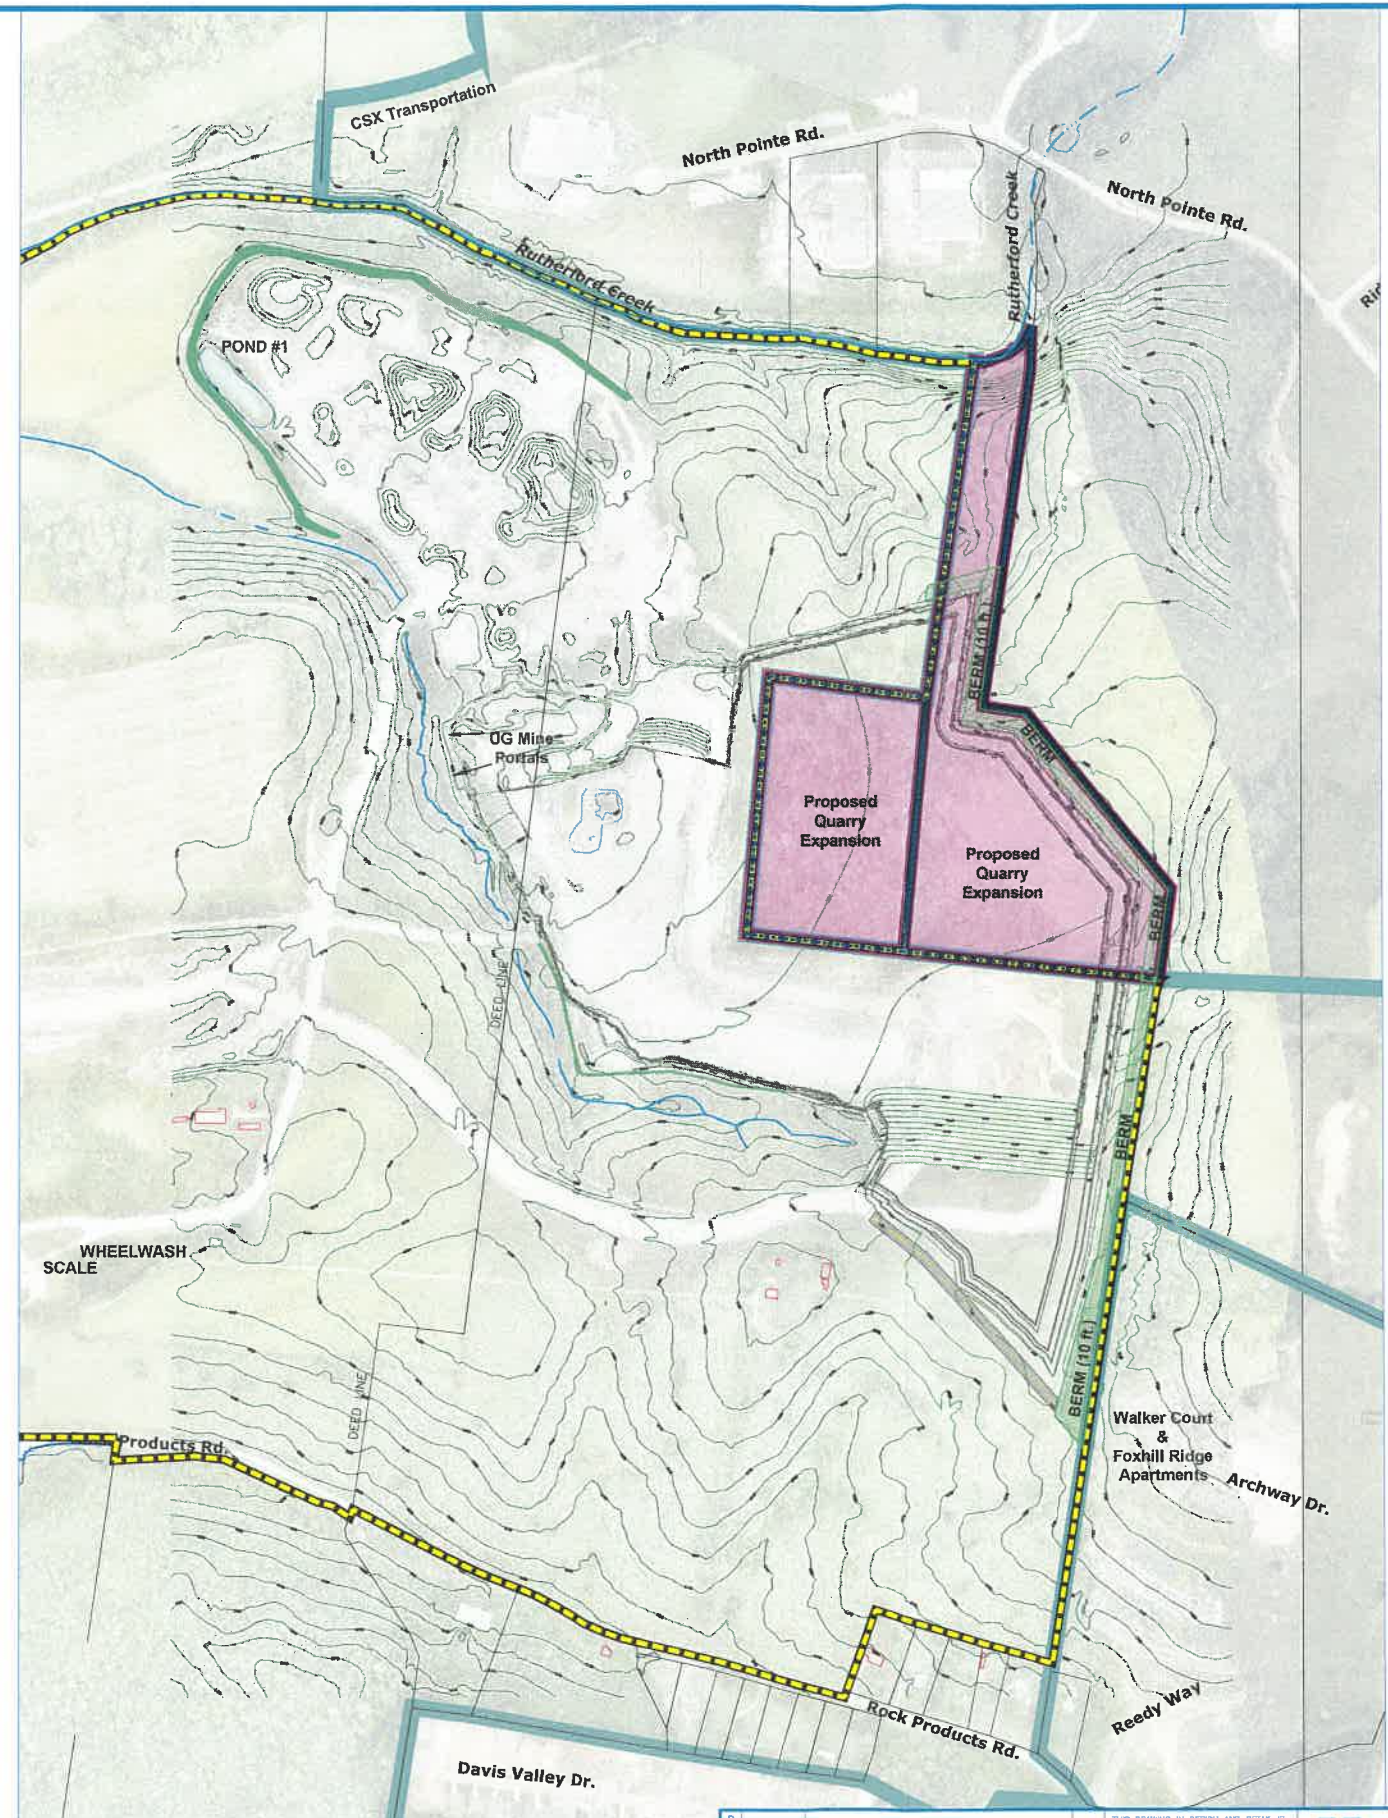 CSX Transportation
North Pointe Rd.
North Pointe Rd.
Rutherford Creek
Rutherford Creek
POND #1
BERM (10 ft.)
BERM
UG Mine
Portals
Proposed
Quarry
Expansion
Proposed
Quarry
Expansion
BERM
DEED LINE
BERM
WHEELWASH
SCALE
BERM (10 ft.)
DEED LINE
Walker Court
&
Foxhill Ridge
Apartments
Archway Dr.
Products Rd.
Rock Products Rd.
Reedy Way
Davis Valley Dr.